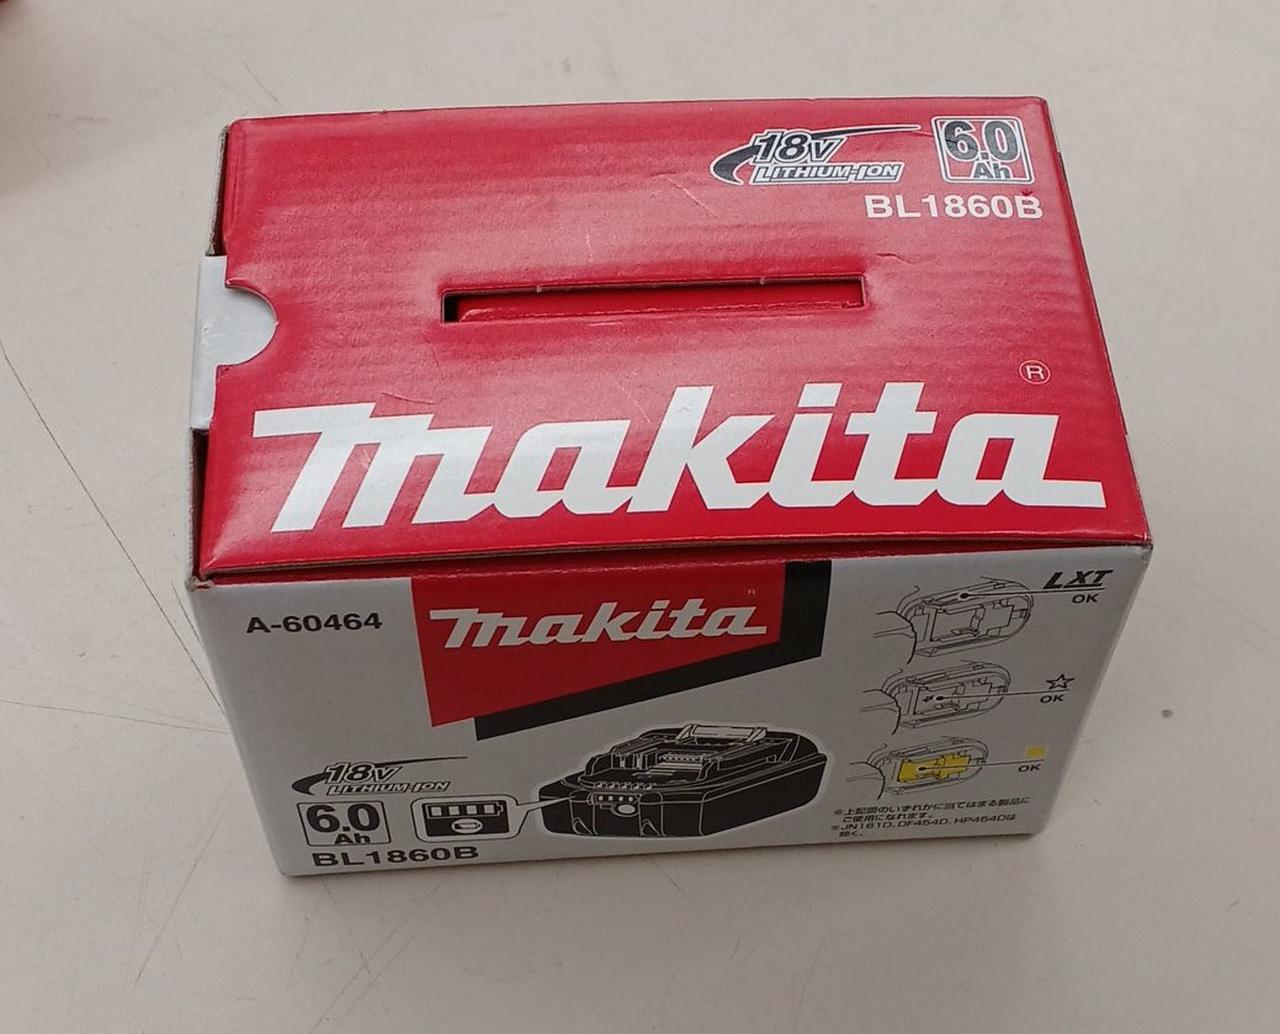 18V
LITHIUM-ION
6.0
Ah
BL1860B
makita®
A-60464
makita
R
LXT
OK
☆
OK
OK
18V
LITHIUM-ION
6.0
Ah
BL1860B
※上記図のいずれかに当てはまる製品に
ご使用になれます。
※JN161D, DF454D, HP454Dは
除く。